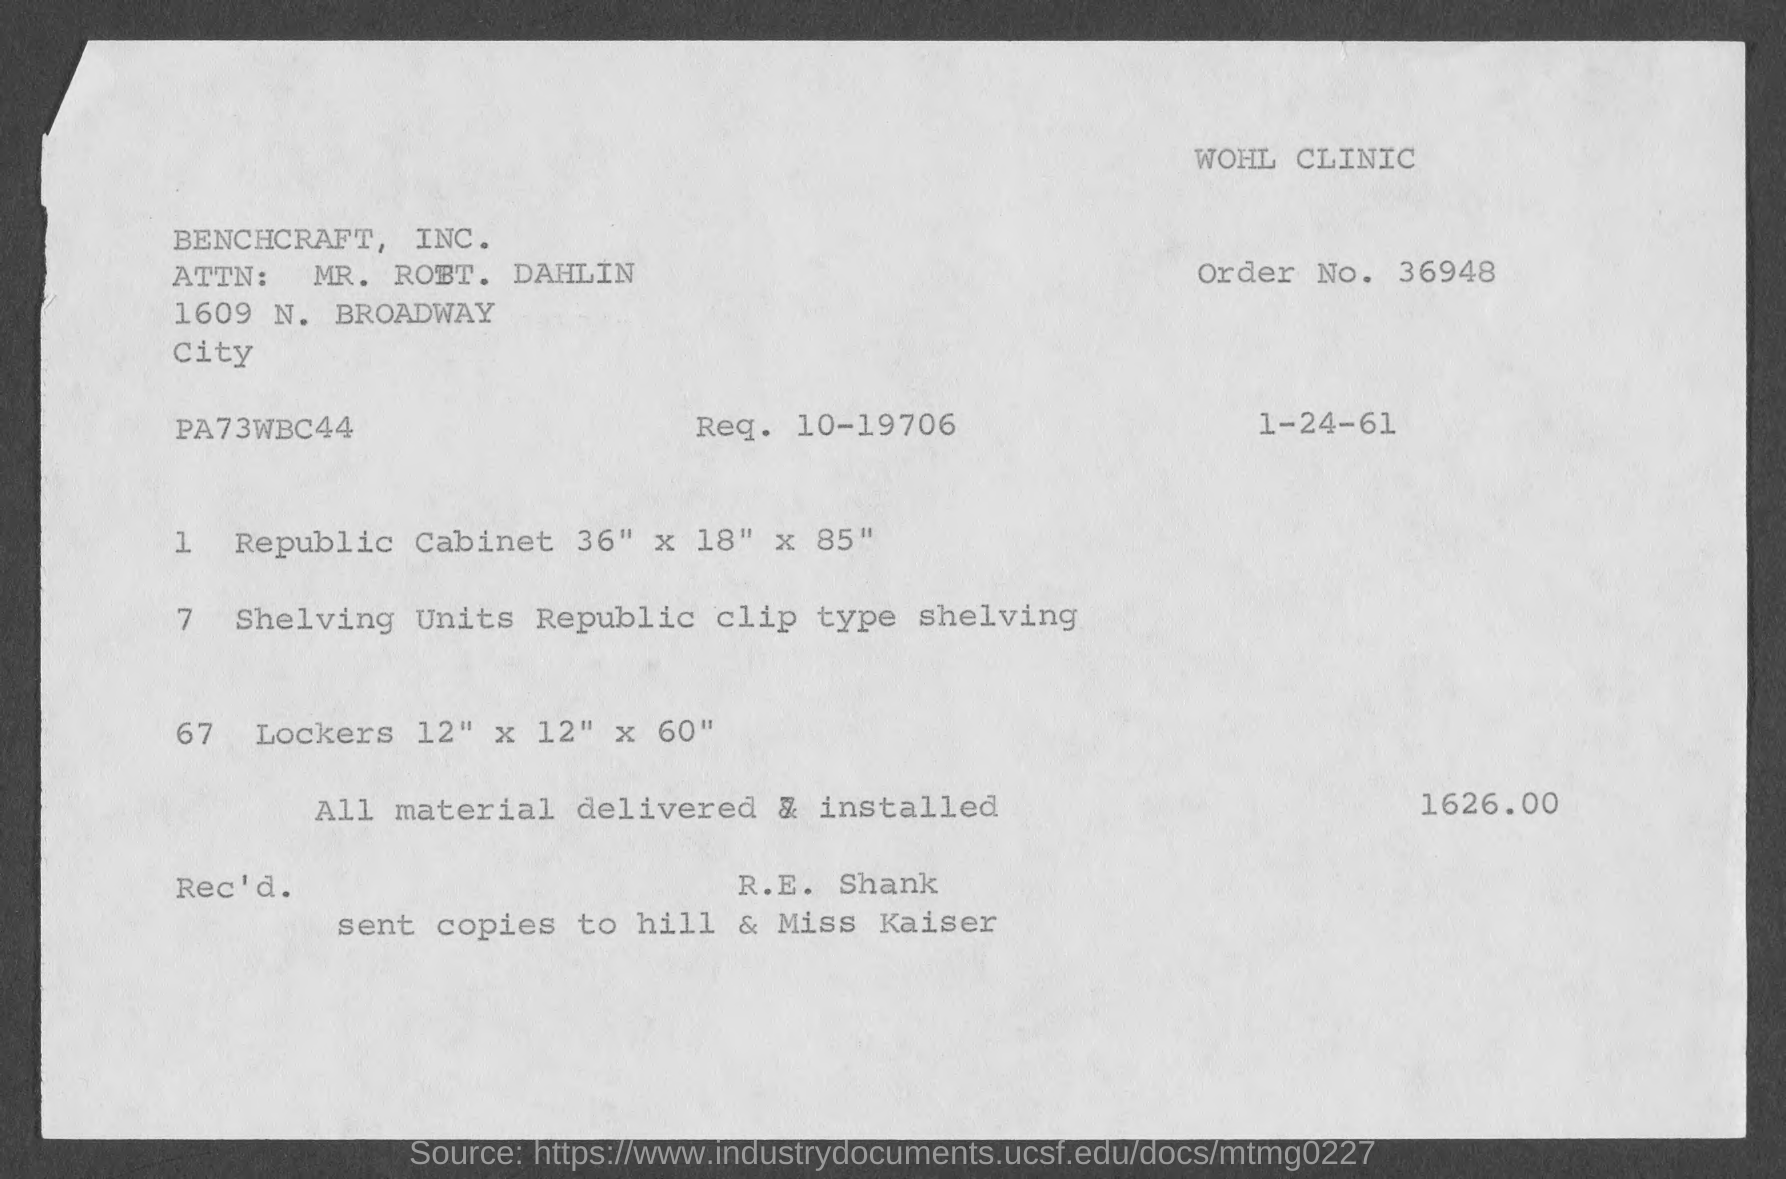 WOHL CLINIC
BENCHCRAFT, INC.
ATTN: MR. ROBT. DAHLIN
Order No. 36948
1609 N. BROADWAY
City
PA73WBC44 Req. 10-19706 1-24-61
1 Republic Cabinet 36" x 18" x 85"
7 Shelving Units Republic clip type shelving
67 Lockers 12" x 12" x 60"
All material delivered & installed 1626.00
Rec'd. R.E. Shank
sent copies to hill & Miss Kaiser
Source: https://www.industrydocuments.ucsf.edu/docs/mtmg0227